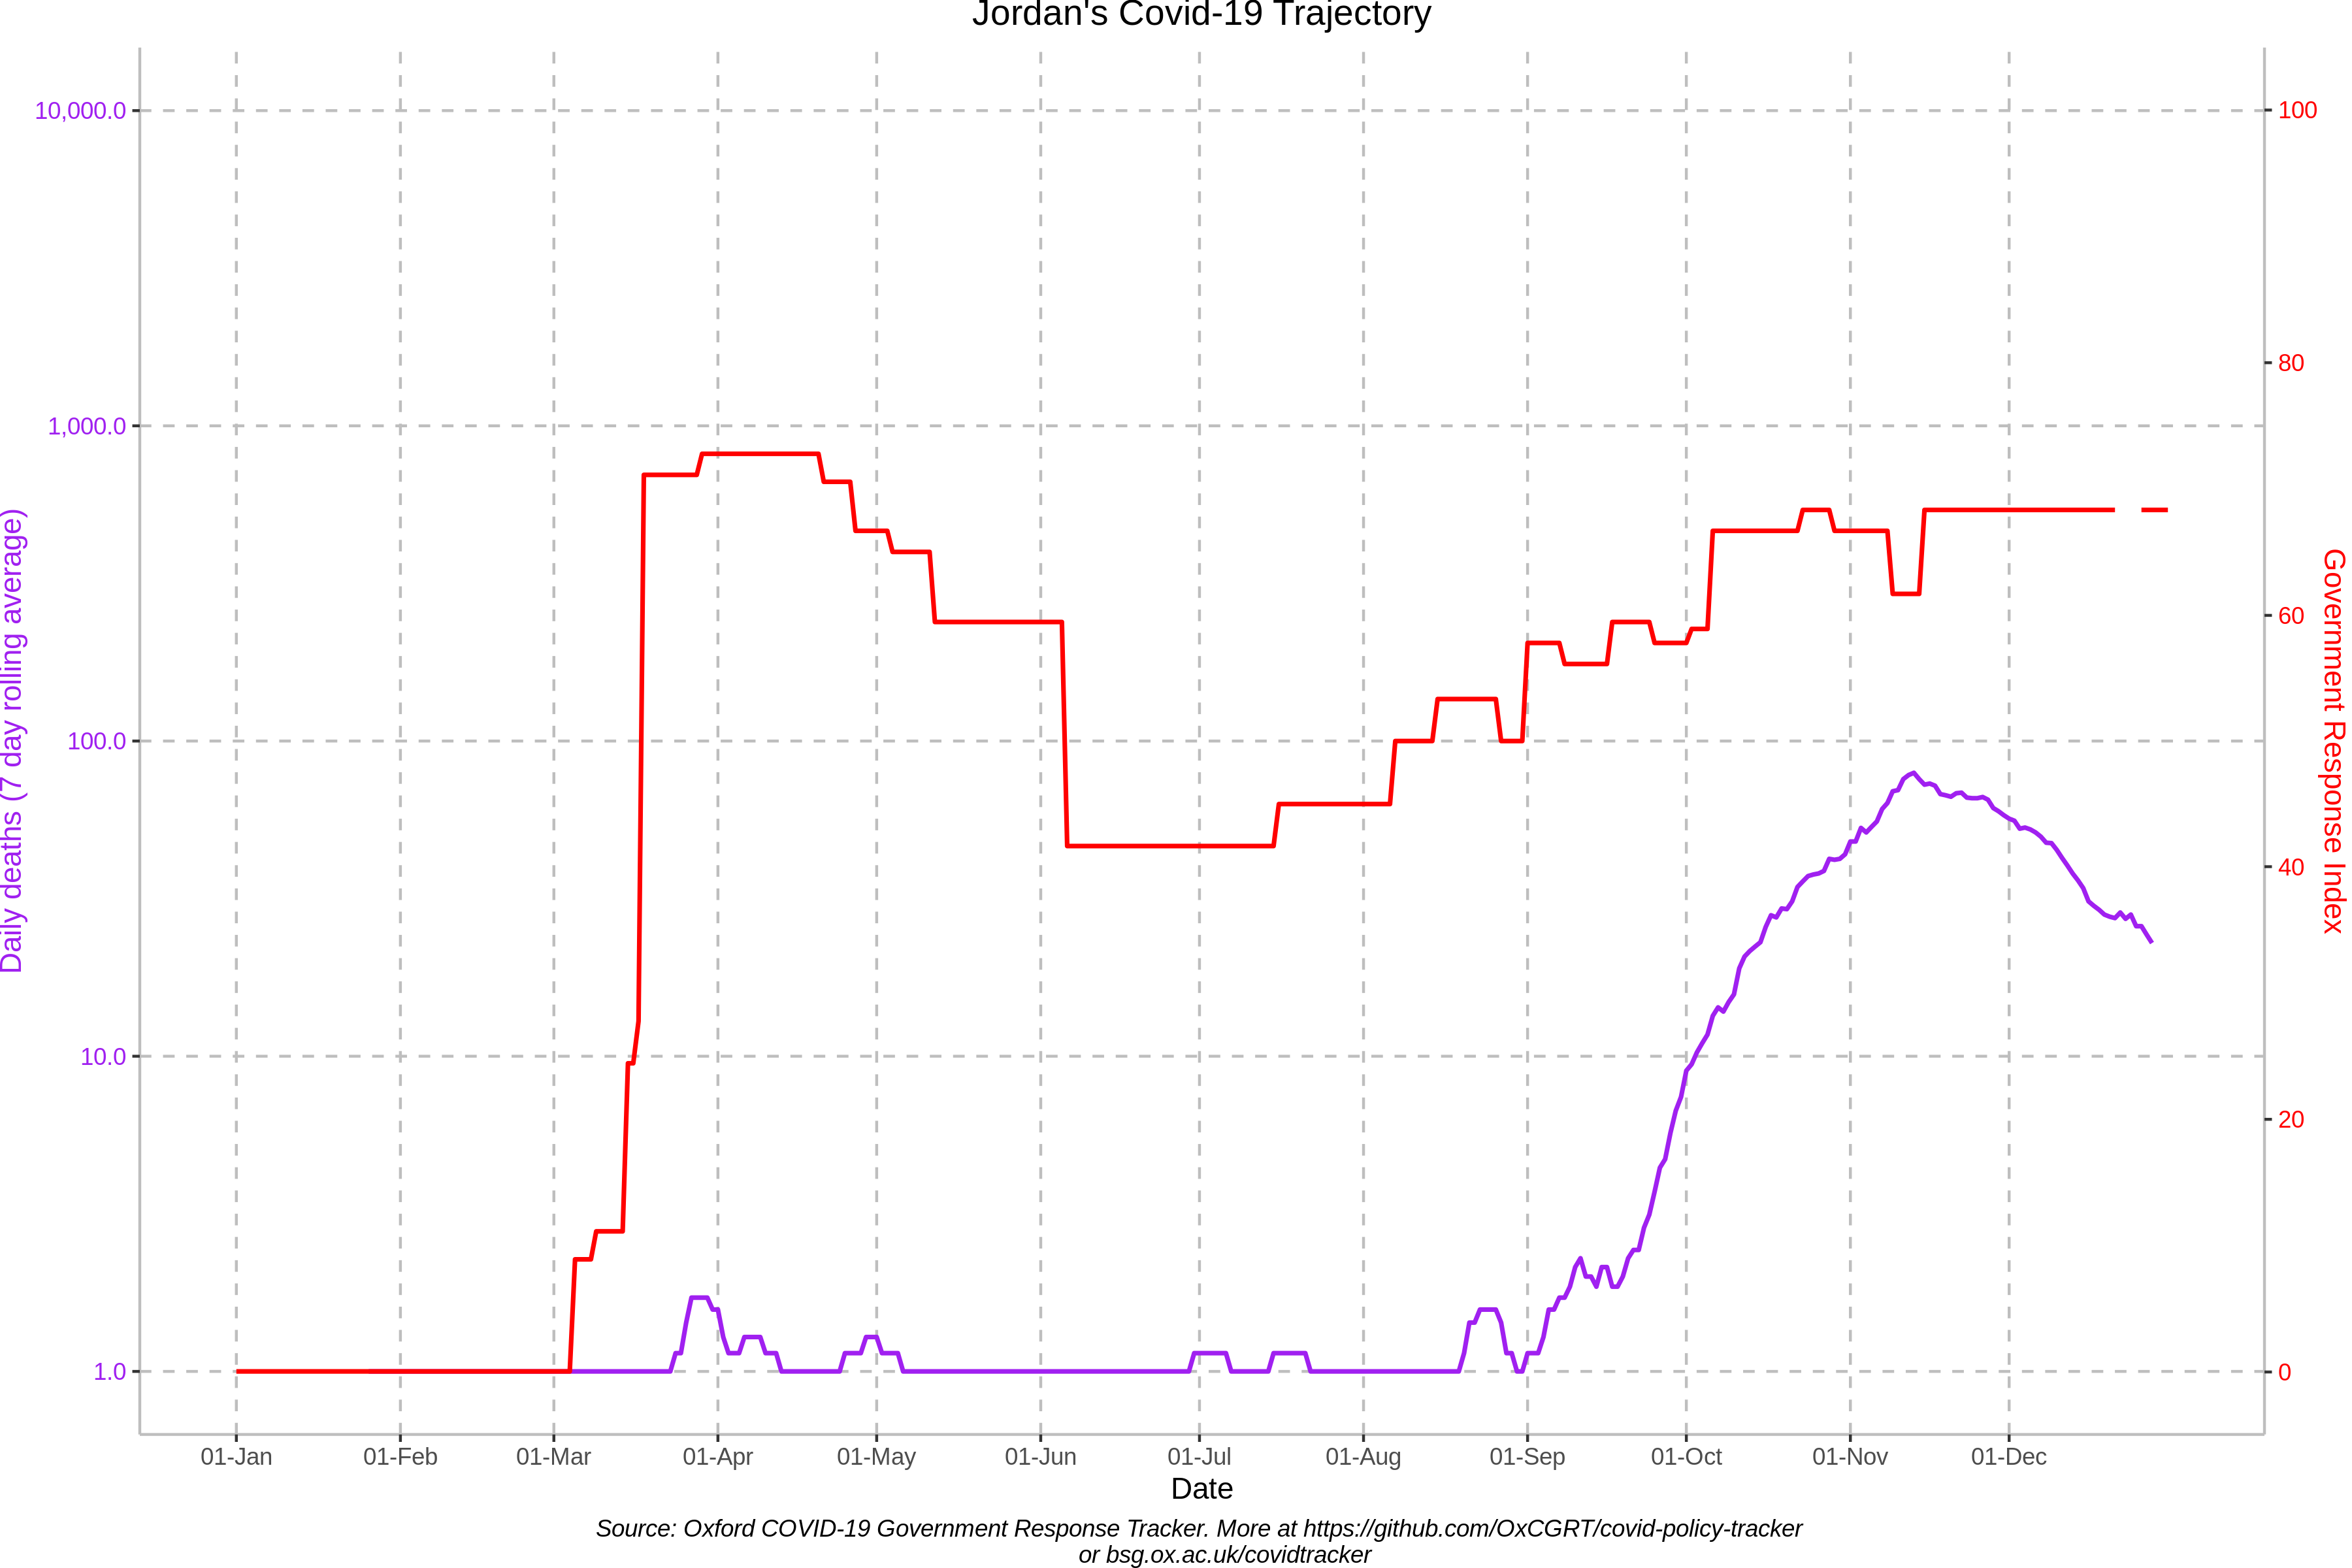 Jordan's Covid-19 Trajectory
Daily deaths (7 day rolling average)
10,000.0
1,000.0
100.0
10.0
1.0
100
80
60
40
20
0
Government Response Index
01-Jan 01-Feb 01-Mar 01-Apr 01-May 01-Jun 01-Jul 01-Aug 01-Sep 01-Oct 01-Nov 01-Dec
Date
Source: Oxford COVID-19 Government Response Tracker. More at https://github.com/OxCGRT/covid-policy-tracker
or bsg.ox.ac.uk/covidtracker